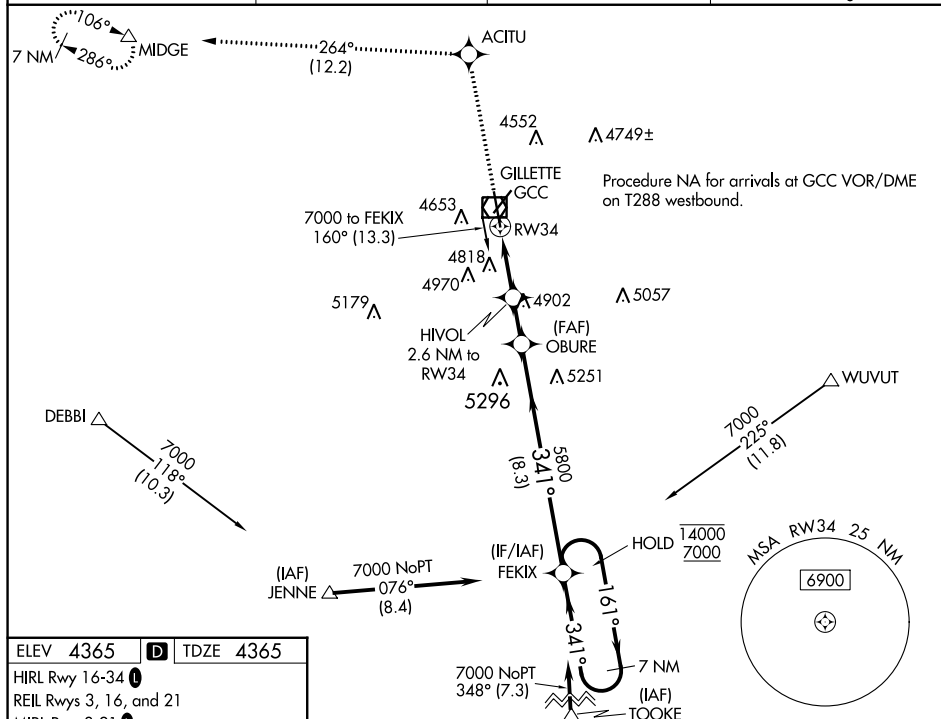 106°
MIDGE
7 NM
286°
264°
(12.2)
ACITU
4552
4749±
GILLETTE
GCC
Procedure NA for arrivals at GCC VOR/DME
on T288 westbound.
4653
7000 to FEKIX
160° (13.3)
RW34
4818
4970
5179
4902
5057
HIVOL
2.6 NM to
RW34
(FAF)
OBURE
5296
5251
WUVUT
DEBBI
7000
118°
(10.3)
7000
225°
(11.8)
5800
341°
(8.3)
HOLD
14000
7000
(IF/IAF)
FEKIX
(IAF)
JENNE
7000 NoPT
076°
(8.4)
161°
341°
7 NM
7000 NoPT
348° (7.3)
(IAF)
TOOKE
MSA RW34 25 NM
6900
ELEV 4365 D TDZE 4365
HIRL Rwy 16-34 L
REIL Rwys 3, 16, and 21